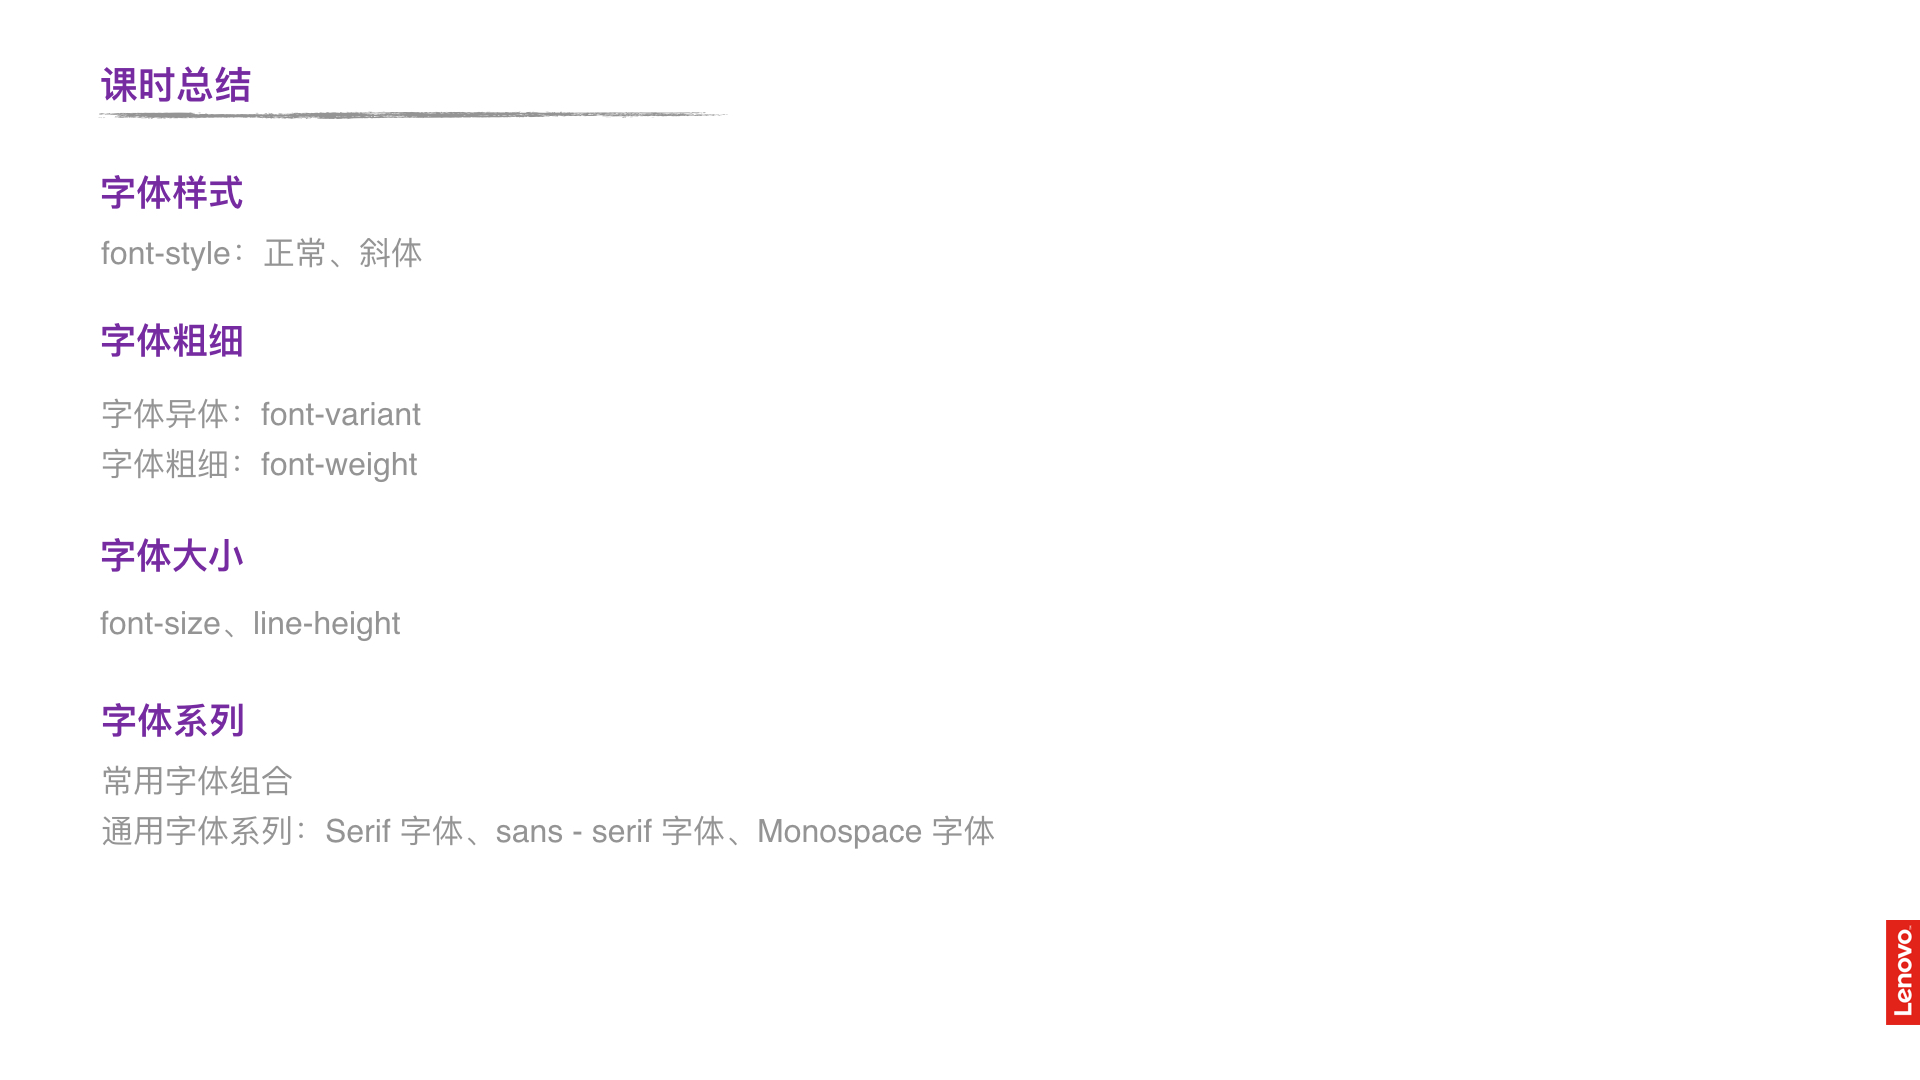 课时总结
字体样式
font-style：正常、斜体
字体粗细
字体异体：font-variant
字体粗细：font-weight
字体大小
font-size、line-height
字体系列
常用字体组合
通用字体系列：Serif 字体、sans - serif 字体、Monospace 字体
Lenovo